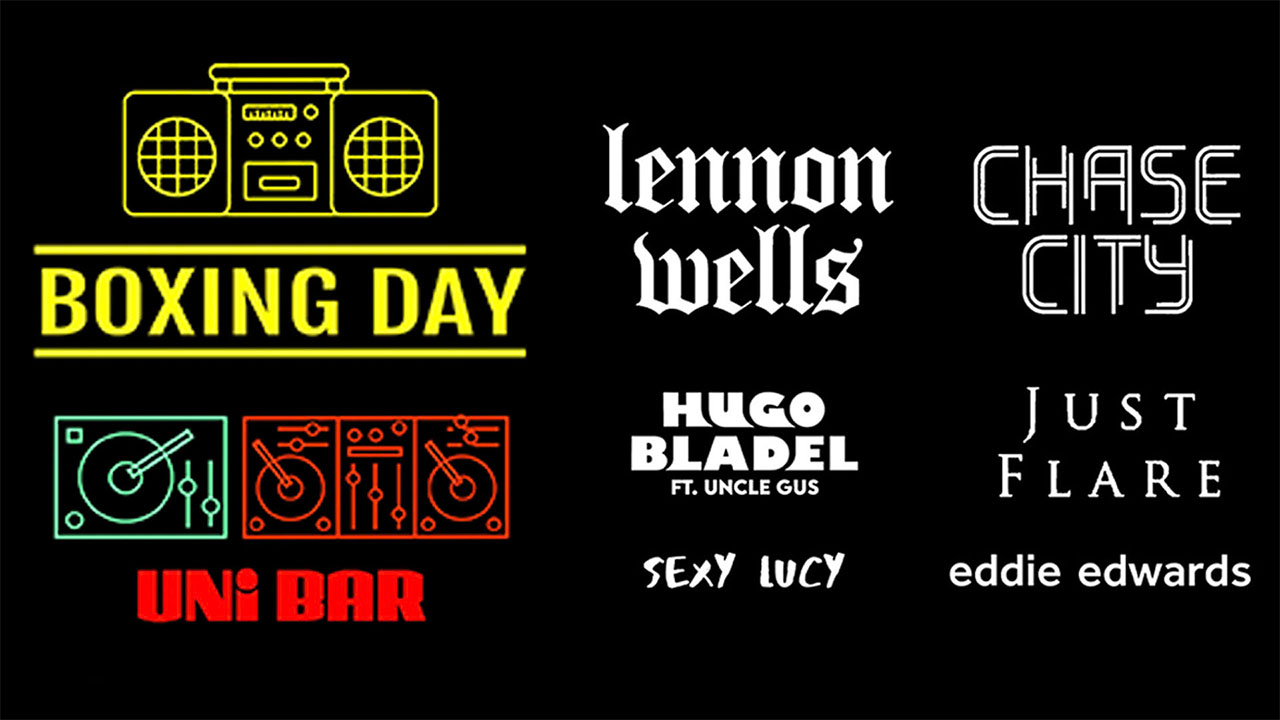 BOXING DAY
UNi BAR
lennon
wells
CHASE
CITY
HUGO
BLADEL
FT. UNCLE GUS
JUST
FLARE
SEXY LUCY
eddie edwards